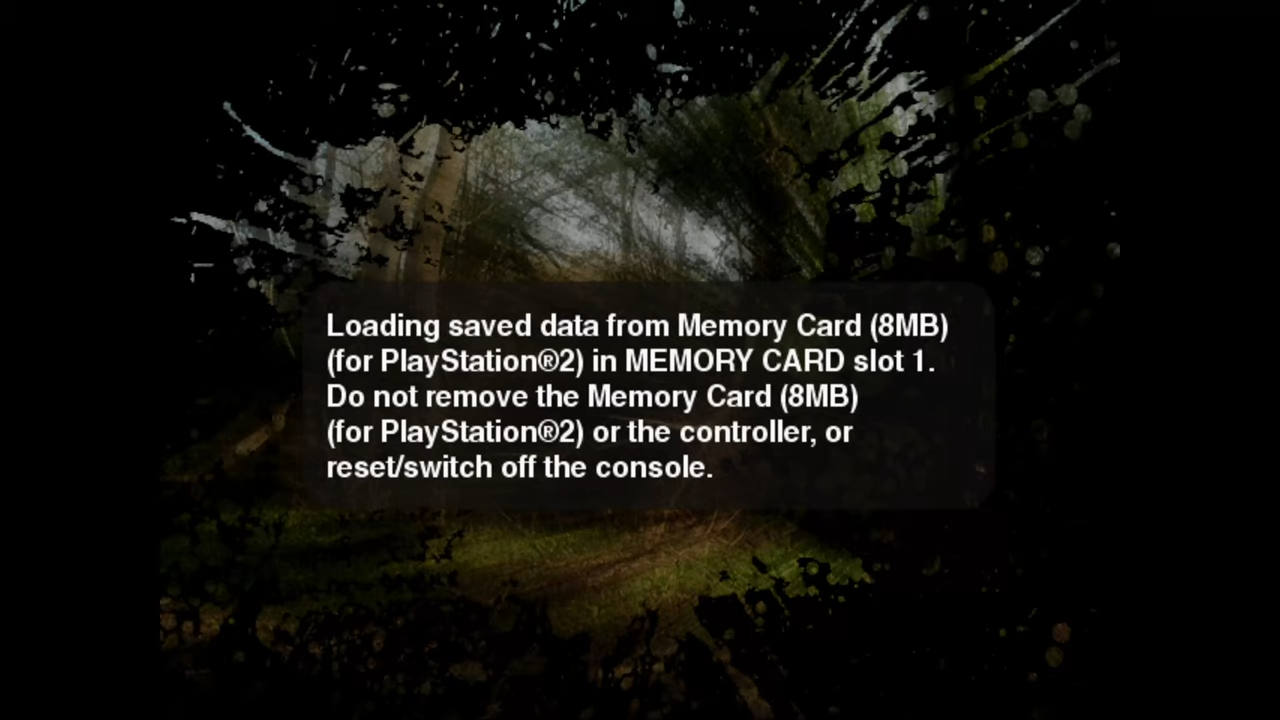 Loading saved data from Memory Card (8MB)
(for PlayStation®2) in MEMORY CARD slot 1.
Do not remove the Memory Card (8MB)
(for PlayStation®2) or the controller, or
reset/switch off the console.